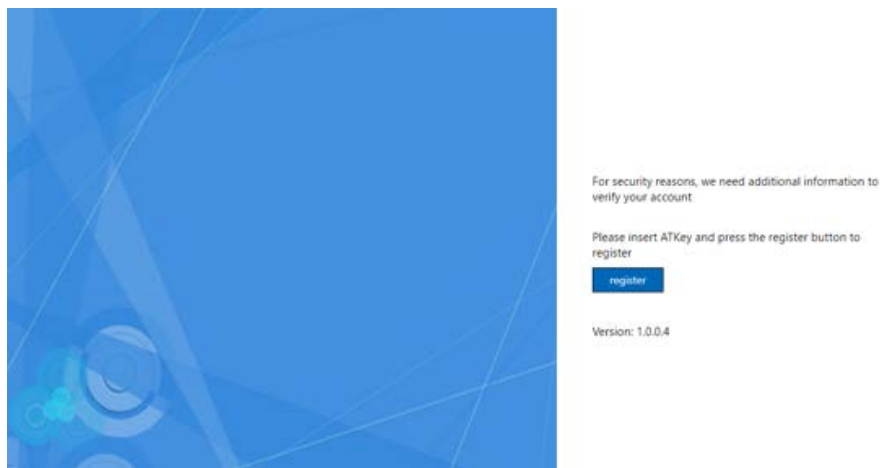 For security reasons, we need additional information to
verify your account
Please insert ATKey and press the register button to
register
register
Version: 1.0.0.4